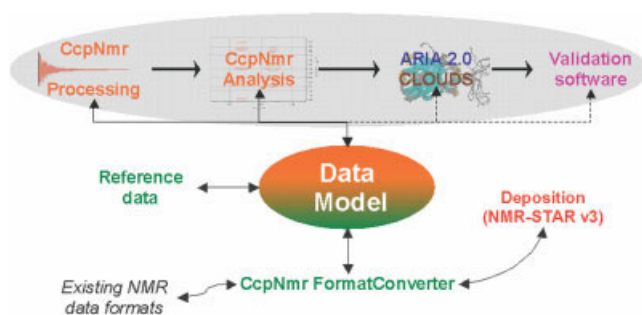 CcpNmr
Processing
CcpNmr
Analysis
ARIA 2.0
CLOUDS
Validation
software
Reference
data
Data
Model
Deposition
(NMR-STAR v3)
Existing NMR
data formats
CcpNmr FormatConverter